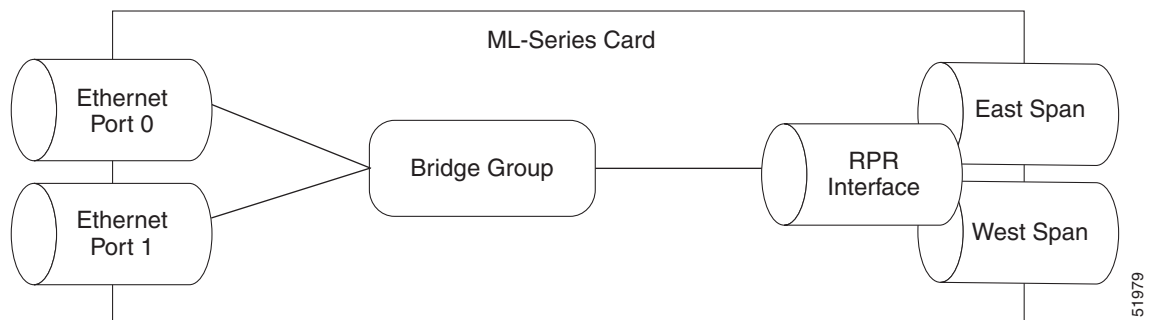 ML-Series Card
Ethernet
Port 0
Ethernet
Port 1
Bridge Group
RPR
Interface
East Span
West Span
51979